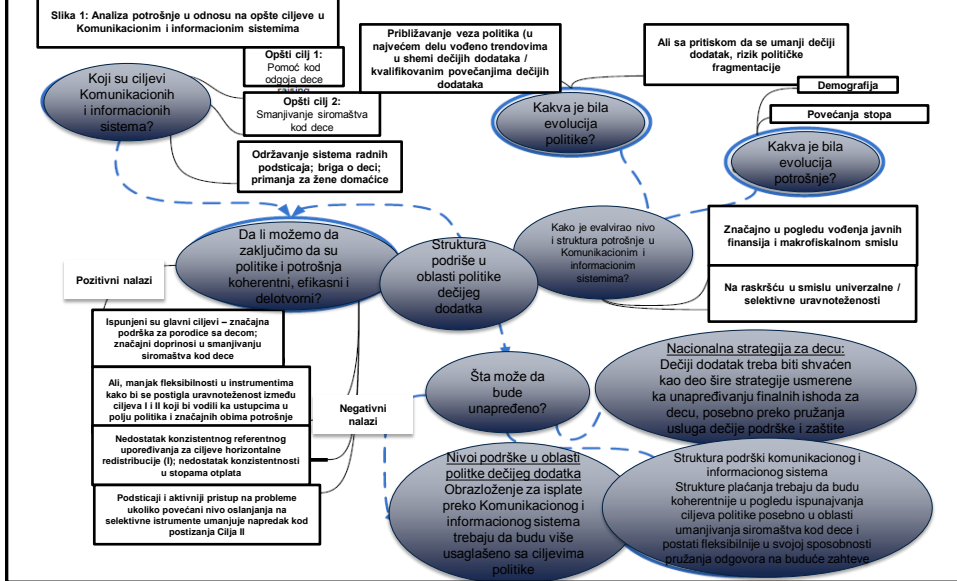 Slika 1: Analiza potrošnje u odnosu na opšte ciljeve u
Komunikacionim i informacionim sistemima
Koji su ciljevi
Komunikacionih
i informacionih
sistema?
Opšti cilj 1:
Pomoć kod
odgoja dece
raising
Opšti cilj 2:
Smanjivanje siromaštva
kod dece
Održavanje sistema radnih
podsticaja; briga o deci;
primanja za žene domaćice
Približavanje veza politika (u
najvećem delu vođeno trendovima
u shemi dečijih dodataka /
kvalifikovanim povečanjima dečijih
dodataka
Ali sa pritiskom da se umanji dečiji
dodatak, rizik političke
fragmentacije
Kakva je bila
evolucija
politike?
Demografija
Povećanja stopa
Kakva je bila
evolucija
potrošnje?
Da li možemo da
zaključimo da su
politike i potrošnja
koherentni, efikasni i
delotvorni?
Struktura
podriše u
oblasti politike
dečijeg
dodatka
Kako je evalvirao nivo
i struktura potrošnje u
Komunikacionim i
informacionim
sistemima?
Značajno u pogledu vođenja javnih
finansija i makrofiskalnom smislu
Na raskršću u smislu univerzalne /
selektivne uravnoteženosti
Pozitivni nalazi
Ispunjeni su glavni ciljevi – značajna
podrška za porodice sa decom;
značajni doprinosi u smanjivanju
siromaštva kod dece
Ali, manjak fleksibilnosti u instrumentima
kako bi se postigla uravnoteženost između
ciljeva I i II koji bi vodili ka ustupcima u
polju politika i značajnih obima potrošnje
Negativni
nalazi
Nedostatak konzistentnog referentnog
upoređivanja za ciljeve horizontalne
redistribucije (I); nedostatak konzistentnosti
u stopama otplata
Podsticaji i aktivniji pristup na probleme
ukoliko povećani nivo oslanjanja na
selektivne istrumente umanjuje napredak kod
postizanja Cilja II
Šta može da
bude
unapređeno?
Nacionalna strategija za decu:
Dečiji dodatak treba biti shvaćen
kao deo šire strategije usmerene
ka unapređivanju finalnih ishoda za
decu, posebno preko pružanja
usluga dečije podrške i zaštite
Nivoi podrške u oblasti
politke dečijeg dodatka
Obrazloženje za isplate
preko Komunikacionog i
informacionog sistema
trebaju da budu više
usaglašeno sa ciljevima
politike
Struktura podrški komunikacionog i
informacionog sistema
Strukture plaćanja trebaju da budu
koherentnije u pogledu ispunajvanja
ciljeva politike posebno u oblasti
umanjivanja siromaštva kod dece i
postati fleksibilnije u svojoj sposobnosti
pružanja odgovora na buduće zahteve